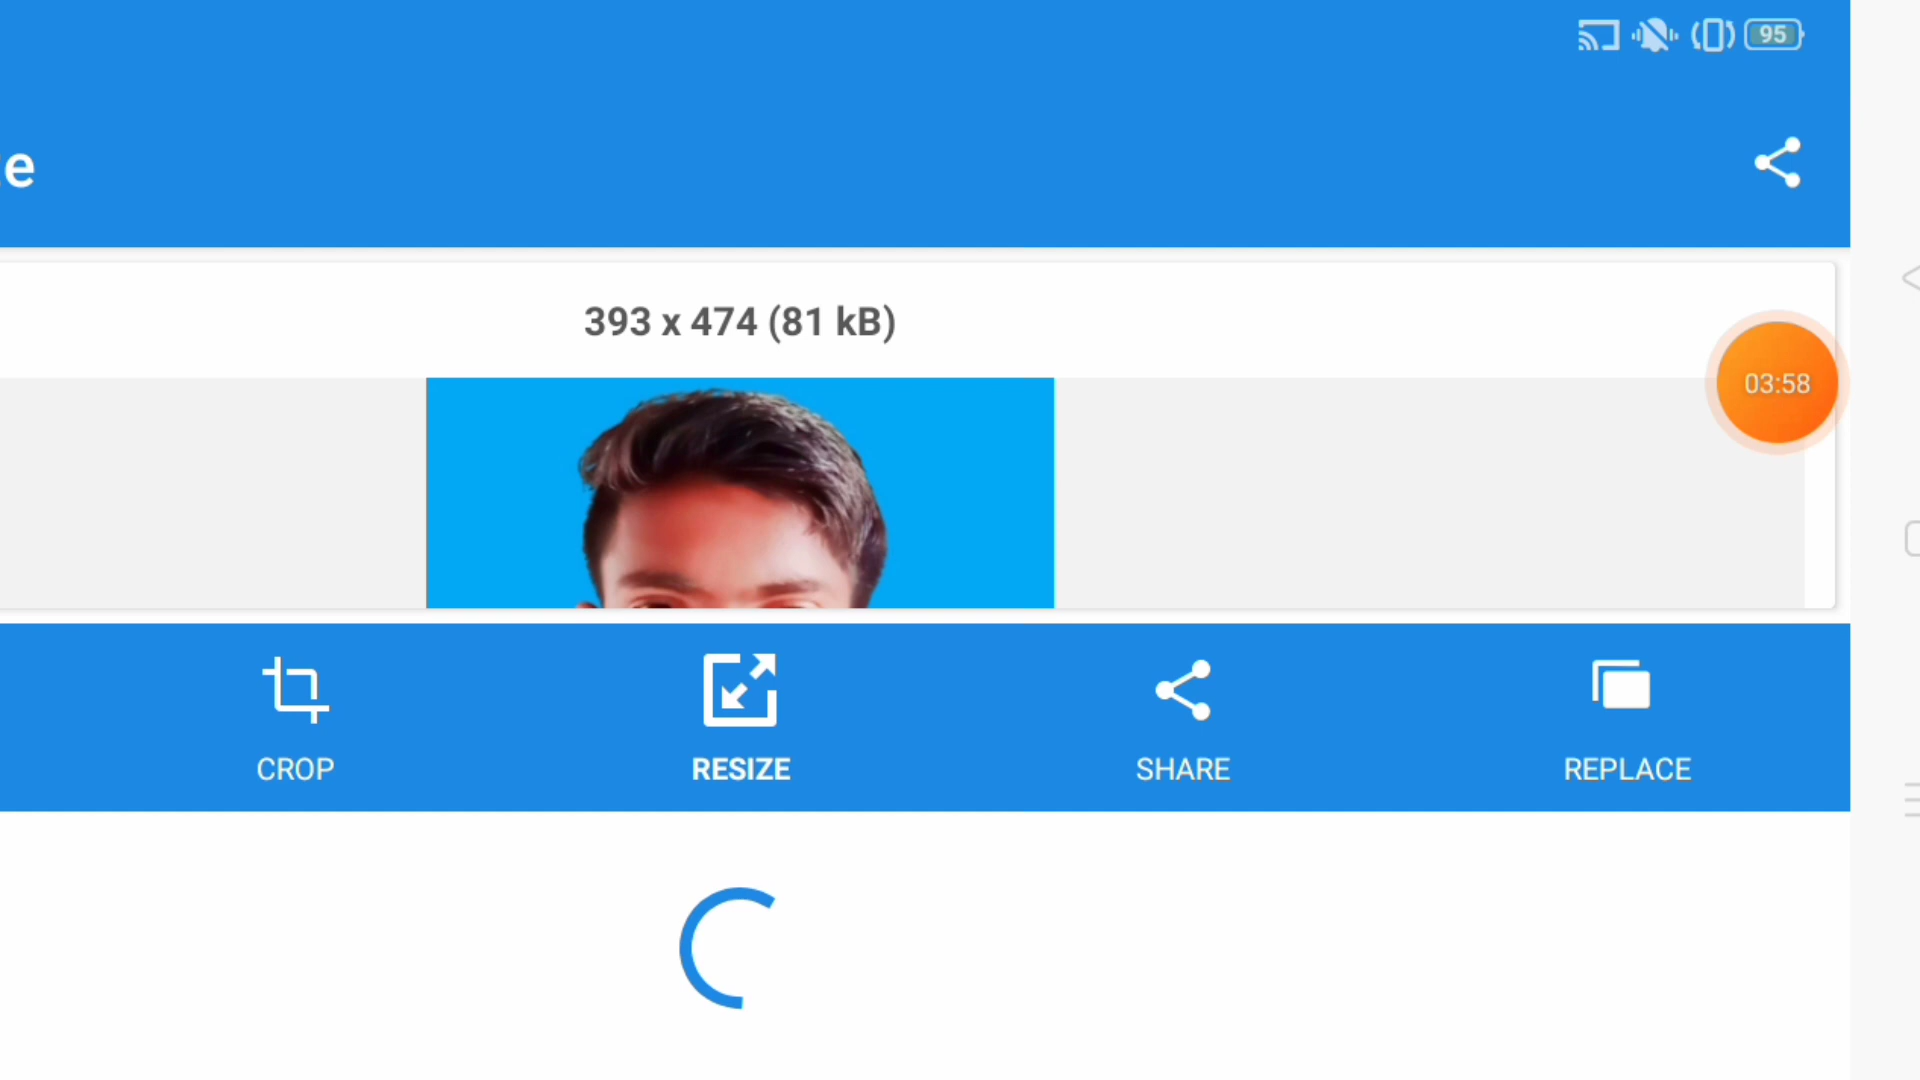 95
e
393 x 474 (81 kB)
03:58
CROP
RESIZE
SHARE
REPLACE